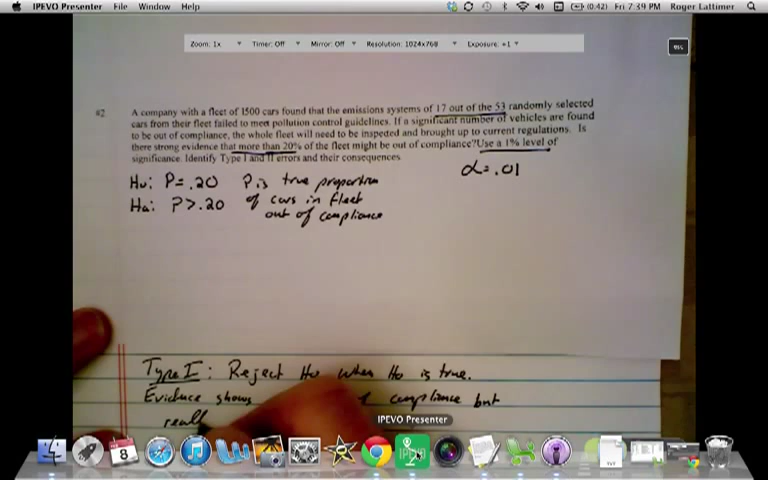 IPEVO Presenter File Window Help (0:42) Fri 7:39 PM Roger Lattimer
Zoom: 1x Timer: Off Mirror: Off Resolution: 1024x768 Exposure: +1
#2 A company with a fleet of 1500 cars found that the emissions systems of 17 out of the 53 randomly selected
cars from their fleet failed to meet pollution control guidelines. If a significant number of vehicles are found
to be out of compliance, the whole fleet will need to be inspected and brought up to current regulations. Is
there strong evidence that more than 20% of the fleet might be out of compliance? Use a 1% level of
significance. Identify Type I and II errors and their consequences.
α=.01
Ho: P=.20 P is true proportion
Ha: P>.20 of cars in fleet
out of compliance
Type I: Reject Ho when Ho is true.
Evidence shows of compliance but
really
IPEVO Presenter
FRI
8